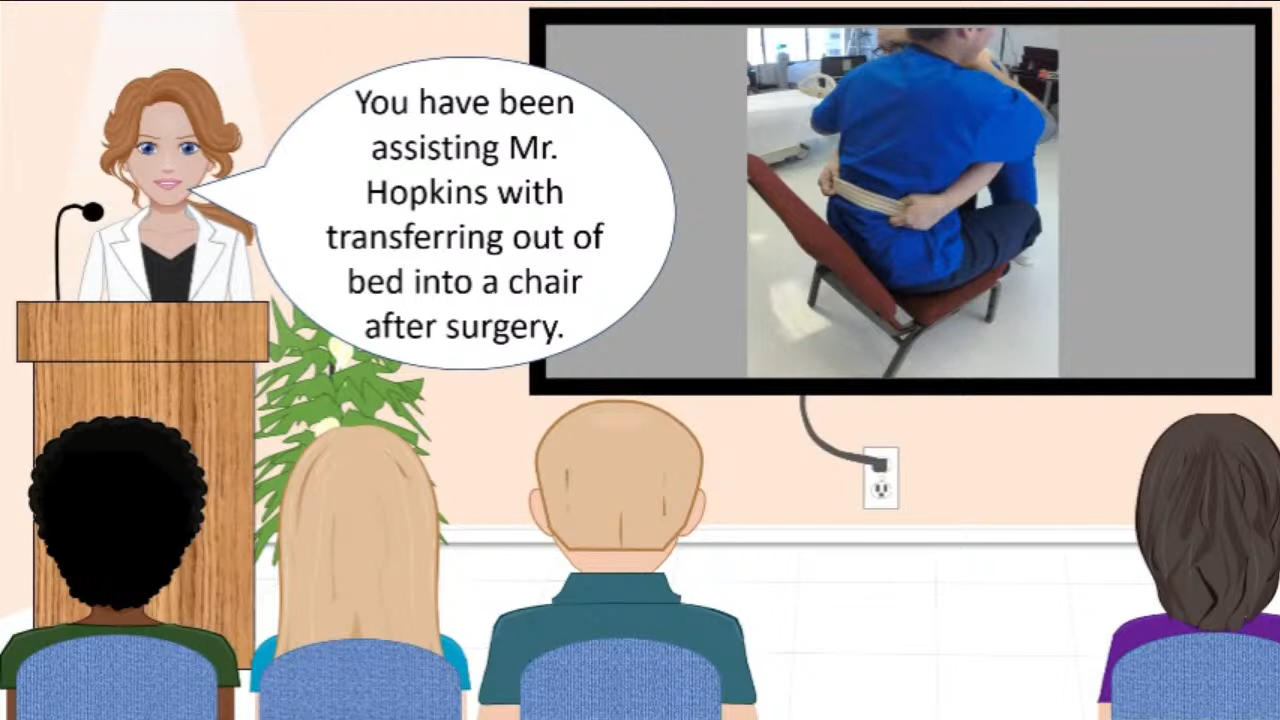 You have been
assisting Mr.
Hopkins with
transferring out of
bed into a chair
after surgery.